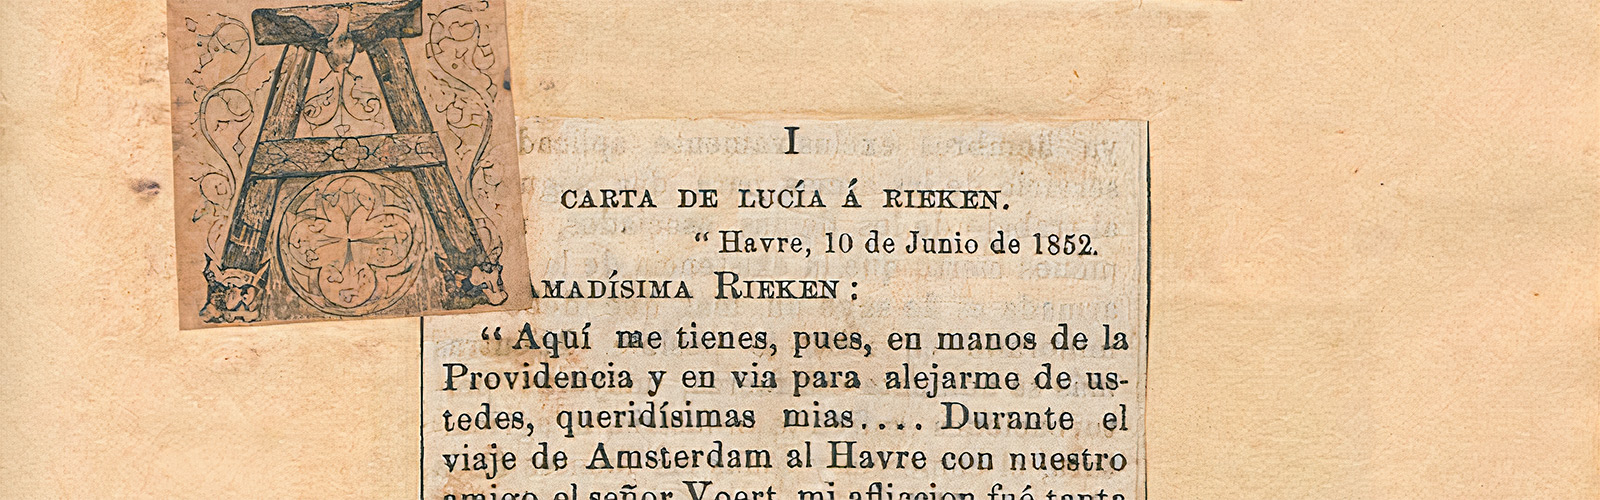 I
CARTA DE LUCÍA Á RIEKEN.
“ Havre, 10 de Junio de 1852.
AMADÍSIMA RIEKEN :
“ Aquí me tienes, pues, en manos de la
Providencia y en via para alejarme de us-
tedes, queridísimas mias.... Durante el
viaje de Amsterdam al Havre con nuestro
amigo el señor Voert, mi afliccion fué tanta